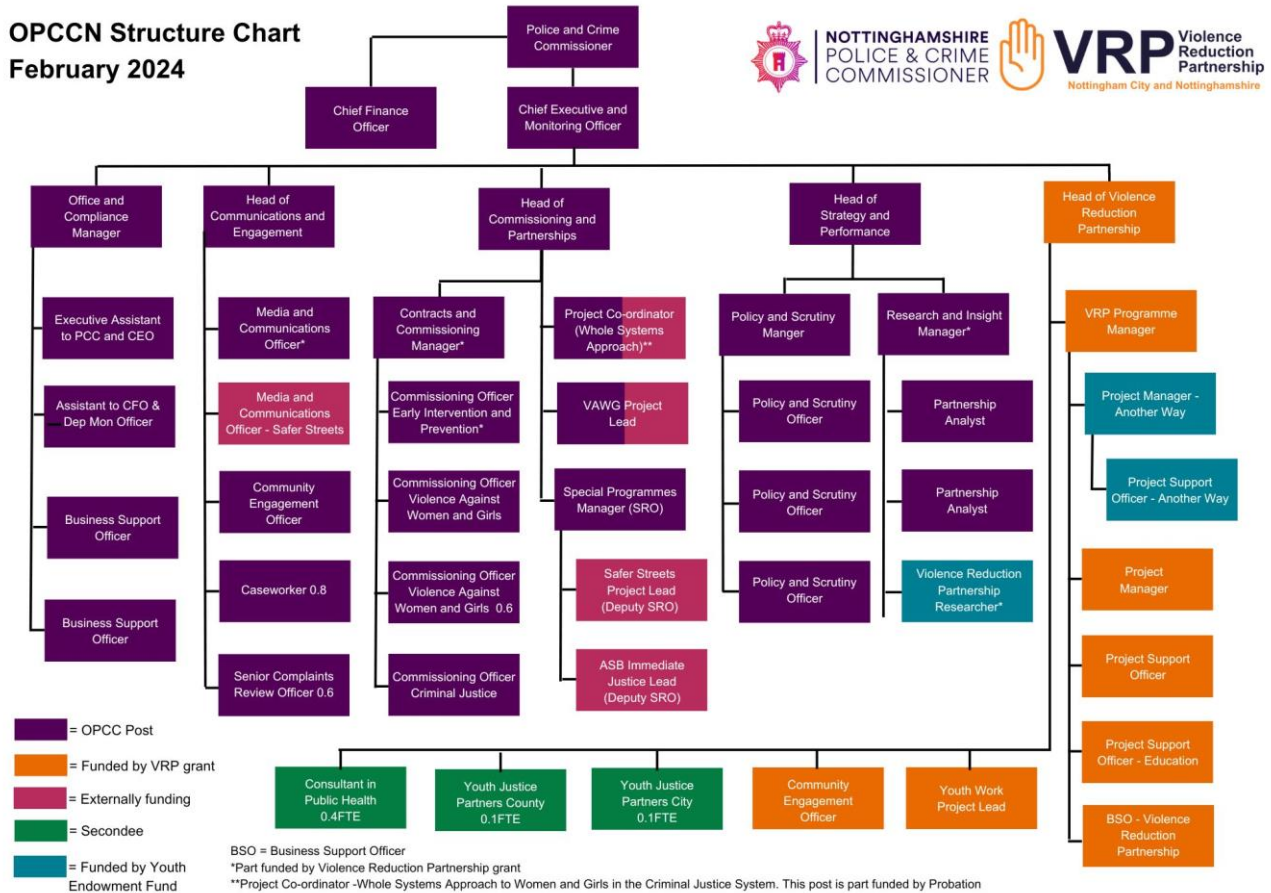 OPCCN Structure Chart
February 2024
Police and Crime
Commissioner
NOTTINGHAMSHIRE
POLICE & CRIME
COMMISSIONER
VRP
Violence
Reduction
Partnership
Nottingham City and Nottinghamshire
Chief Finance
Officer
Chief Executive and
Monitoring Officer
Office and
Compliance
Manager
Head of
Communications and
Engagement
Head of
Commissioning and
Partnerships
Head of
Strategy and
Performance
Head of Violence
Reduction
Partnership
Executive Assistant
to PCC and CEO
Assistant to CFO &
Dep Mon Officer
Business Support
Officer
Business Support
Officer
Media and
Communications
Officer*
Media and
Communications
Officer - Safer Streets
Community
Engagement
Officer
Caseworker 0.8
Senior Complaints
Review Officer 0.6
Contracts and
Commissioning
Manager*
Commissioning Officer
Early Intervention and
Prevention*
Commissioning Officer
Violence Against
Women and Girls
Commissioning Officer
Violence Against
Women and Girls 0.6
Commissioning Officer
Criminal Justice
Project Co-ordinator
(Whole Systems
Approach)**
VAWG Project
Lead
Special Programmes
Manager (SRO)
Safer Streets
Project Lead
(Deputy SRO)
ASB Immediate
Justice Lead
(Deputy SRO)
Policy and Scrutiny
Manger
Policy and Scrutiny
Officer
Policy and Scrutiny
Officer
Policy and Scrutiny
Officer
Research and Insight
Manager*
Partnership
Analyst
Partnership
Analyst
Violence Reduction
Partnership
Researcher*
VRP Programme
Manager
Project Manager -
Another Way
Project Support
Officer - Another Way
Project
Manager
Project Support
Officer
Project Support
Officer - Education
BSO - Violence
Reduction
Partnership
Consultant in
Public Health
0.4FTE
Youth Justice
Partners County
0.1FTE
Youth Justice
Partners City
0.1FTE
Community
Engagement
Officer
Youth Work
Project Lead
= OPCC Post
= Funded by VRP grant
= Externally funding
= Secondee
= Funded by Youth
Endowment Fund
BSO = Business Support Officer
*Part funded by Violence Reduction Partnership grant
**Project Co-ordinator -Whole Systems Approach to Women and Girls in the Criminal Justice System. This post is part funded by Probation